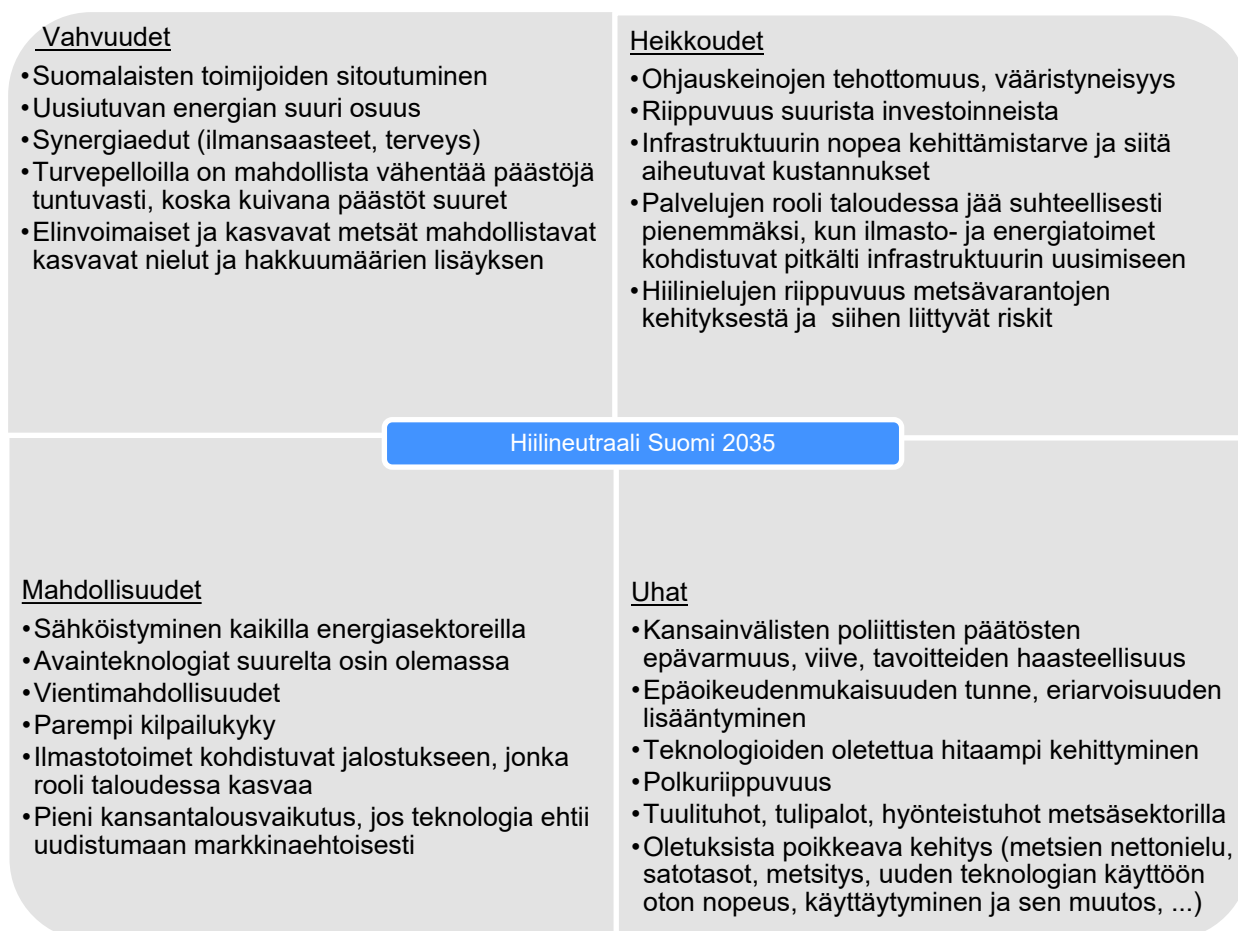 Vahvuudet
•Suomalaisten toimijoiden sitoutuminen
•Uusiutuvan energian suuri osuus
•Synergiaedut (ilmansaasteet, terveys)
•Turvepelloilla on mahdollista vähentää päästöjä
tuntuvasti, koska kuivana päästöt suuret
•Elinvoimaiset ja kasvavat metsät mahdollistavat
kasvavat nielut ja hakkuumäärien lisäyksen
Heikkoudet
•Ohjauskeinojen tehottomuus, vääristyneisyys
•Riippuvuus suurista investoinneista
•Infrastruktuurin nopea kehittämistarve ja siitä
aiheutuvat kustannukset
•Palvelujen rooli taloudessa jää suhteellisesti
pienemmäksi, kun ilmasto- ja energiatoimet
kohdistuvat pitkälti infrastruktuurin uusimiseen
•Hiilinielujen riippuvuus metsävarantojen
kehityksestä ja siihen liittyvät riskit
Hiilineutraali Suomi 2035
Mahdollisuudet
•Sähköistyminen kaikilla energiasektoreilla
•Avainteknologiat suurelta osin olemassa
•Vientimahdollisuudet
•Parempi kilpailukyky
•Ilmastotoimet kohdistuvat jalostukseen, jonka
rooli taloudessa kasvaa
•Pieni kansantalousvaikutus, jos teknologia ehtii
uudistumaan markkinaehtoisesti
Uhat
•Kansainvälisten poliittisten päätösten
epävarmuus, viive, tavoitteiden haasteellisuus
•Epäoikeudenmukaisuuden tunne, eriarvoisuuden
lisääntyminen
•Teknologioiden oletettua hitaampi kehittyminen
•Polkuriippuvuus
•Tuulituhot, tulipalot, hyönteistuhot metsäsektorilla
•Oletuksista poikkeava kehitys (metsien nettonielu,
satotasot, metsitys, uuden teknologian käyttöön
oton nopeus, käyttäytyminen ja sen muutos, ...)